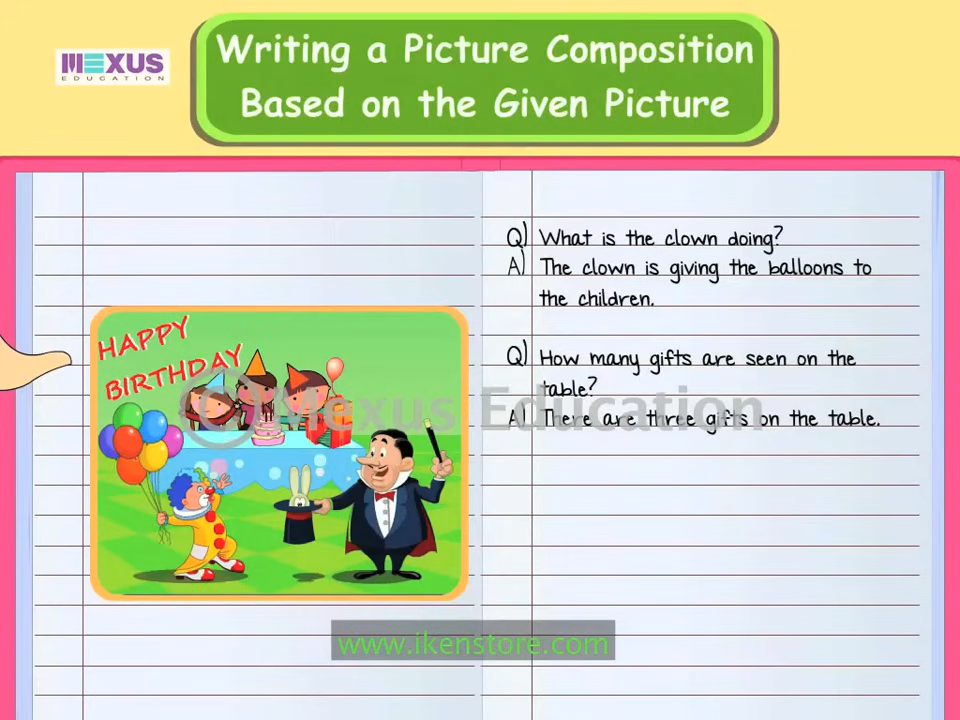 MEXUS
EDUCATION
Writing a Picture Composition
Based on the Given Picture
HAPPY
BIRTHDAY
Q) What is the clown doing?
A) The clown is giving the balloons to
the children.
Q) How many gifts are seen on the
table?
A) There are three gifts on the table.
© Mexus Education
www.ikenstore.com